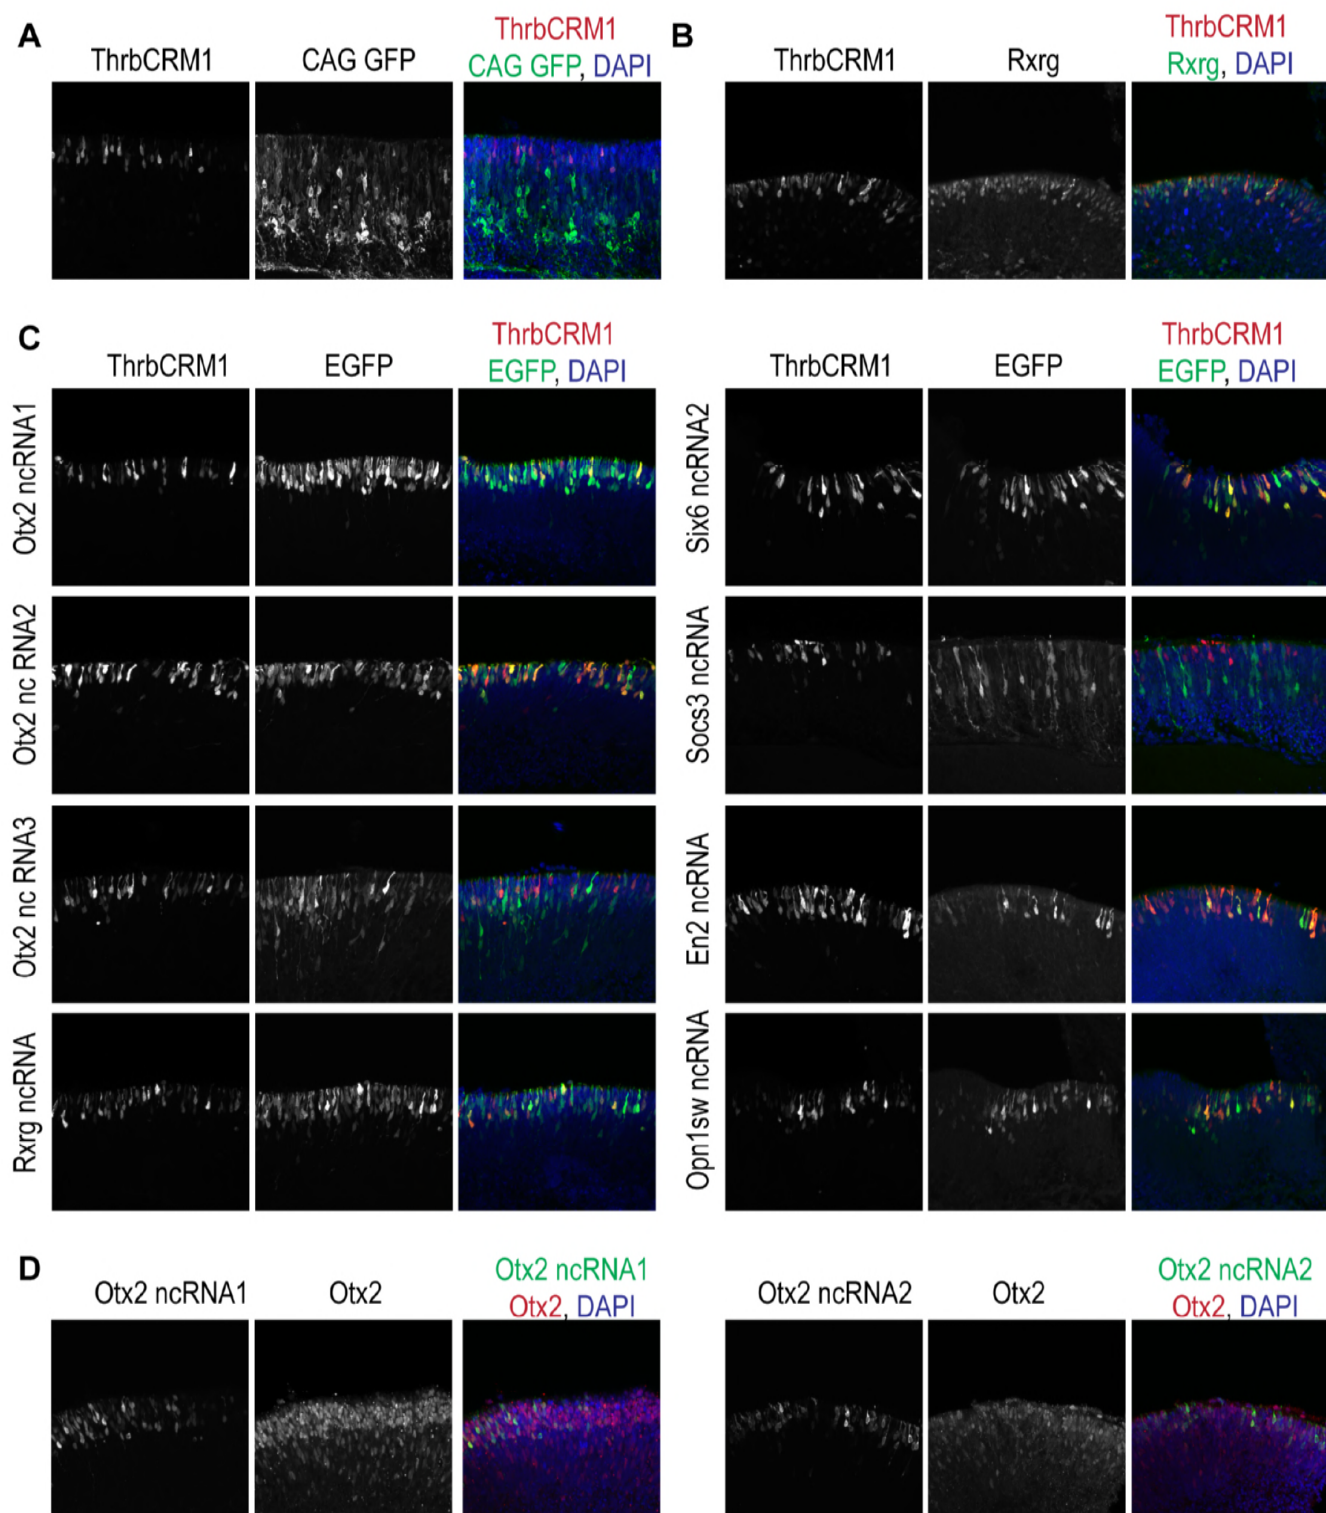 A
ThrbCRM1
CAG GFP
ThrbCRM1
CAG GFP, DAPI
B
ThrbCRM1
Rxrg
ThrbCRM1
Rxrg, DAPI
C
ThrbCRM1
EGFP
ThrbCRM1
EGFP, DAPI
Otx2 ncRNA1
Otx2 nc RNA2
Otx2 nc RNA3
Rxrg ncRNA
ThrbCRM1
EGFP
ThrbCRM1
EGFP, DAPI
Six6 ncRNA2
Socs3 ncRNA
En2 ncRNA
Opn1sw ncRNA
D
Otx2 ncRNA1
Otx2
Otx2 ncRNA1
Otx2, DAPI
Otx2 ncRNA2
Otx2
Otx2 ncRNA2
Otx2, DAPI